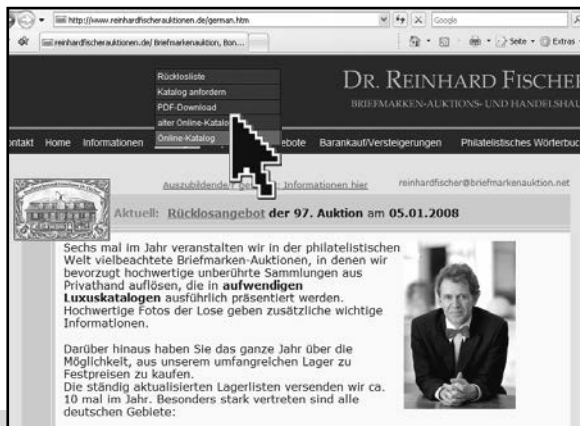 http://www.reinhardfischerauktionen.de/german.htm
Google
reinhardfischerauktionen.de/ Briefmarkenauktion, Bon...
Seite
Extras
DR. REINHARD FISCHER
BRIEFMARKEN-AUKTIONS- UND HANDELSHAU
Rücklosliste
Katalog anfordern
PDF-Download
alter Online-Katalo
Online-Katalog
ontakt Home Informationen ebote Barankauf/Versteigerungen Philatelistisches Wörterbuc
Auszubildende/r ge Informationen hier
reinhardfischer@briefmarkenauktion.net
Aktuell: Rücklosangebot der 97. Auktion am 05.01.2008
Sechs mal im Jahr veranstalten wir in der philatelistischen
Welt vielbeachtete Briefmarken-Auktionen, in denen wir
bevorzugt hochwertige unberührte Sammlungen aus
Privathand auflösen, die in aufwendigen
Luxuskatalogen ausführlich präsentiert werden.
Hochwertige Fotos der Lose geben zusätzliche wichtige
Informationen.
Darüber hinaus haben Sie das ganze Jahr über die
Möglichkeit, aus unserem umfangreichen Lager zu
Festpreisen zu kaufen.
Die ständig aktualisierten Lagerlisten versenden wir ca.
10 mal im Jahr. Besonders stark vertreten sind alle
deutschen Gebiete: